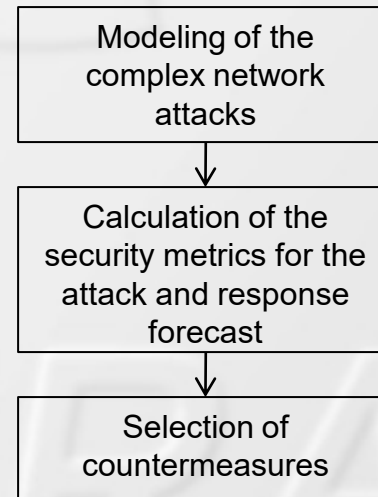 Modeling of the
complex network
attacks
Calculation of the
security metrics for the
attack and response
forecast
Selection of
countermeasures